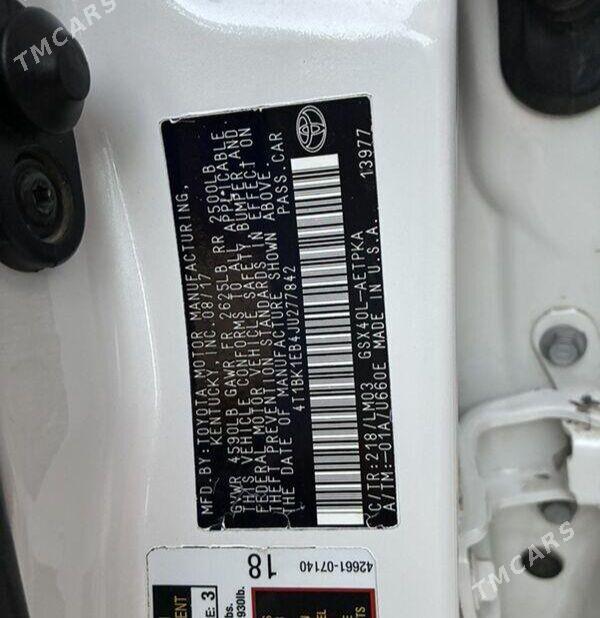 TMCARS
MFD. BY: TOYOTA MOTOR MANUFACTURING,
KENTUCKY, INC 08/17
GVWR 4590LB GAWR FR 2625LB RR 2500LB
THIS VEHICLE CONFORMS TO ALL APPLICABLE
FEDERAL MOTOR VEHICLE SAFETY, BUMPER AND
THEFT PREVENTION STANDARDS IN EFFECT ON
THE DATE OF MANUFACTURE SHOWN ABOVE.
4T1BK1EB4JU277842 PASS. CAR
C/TR:218/LM03 GSX40L-AETPKA 13977
A/TM:-01A/U660E MADE IN U.S.A.
42661-07140
18
E: 3
930lb.
TMCARS
TMCARS